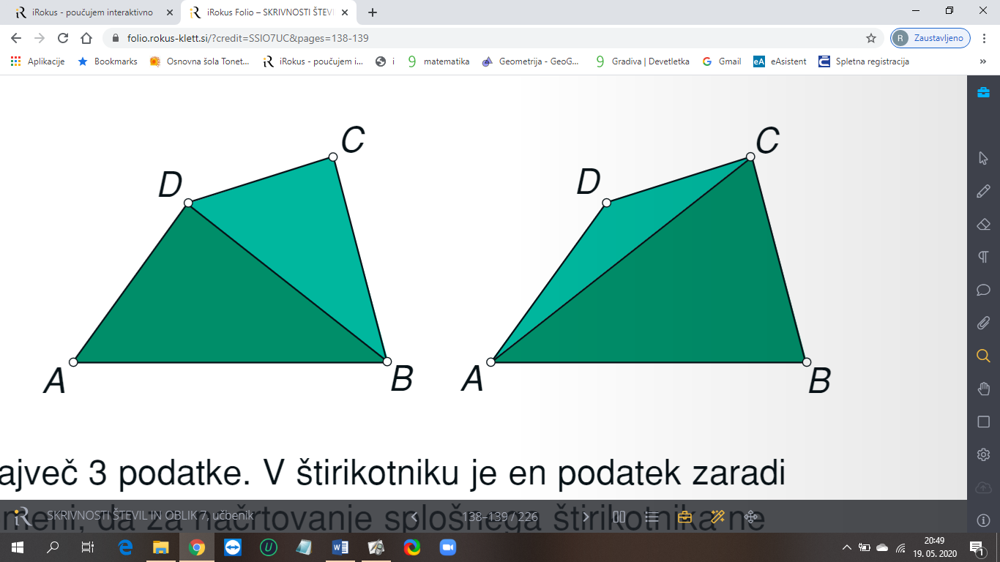 iRokus - poučujem interaktivno
iRokus Folio – SKRIVNOSTI ŠTEVI
folio.rokus-klett.si/?credit=SSIO7UC&pages=138-139
R
Zaustavljeno
Aplikacije
Bookmarks
Osnovna šola Tonet...
iRokus - poučujem i...
i
matematika
Geometrija - GeoG...
Gradiva | Devetletka
Gmail
eAsistent
Spletna registracija
C
D
A
B
C
D
A
B
ajveč 3 podatke. V štirikotniku je en podatek zaradi
meni, da za načrtovanje splošnega štirikotnika ne
iR
SKRIVNOSTI ŠTEVIL IN OBLIK 7, učbenik
138–139 / 226
20:49
19. 05. 2020
1